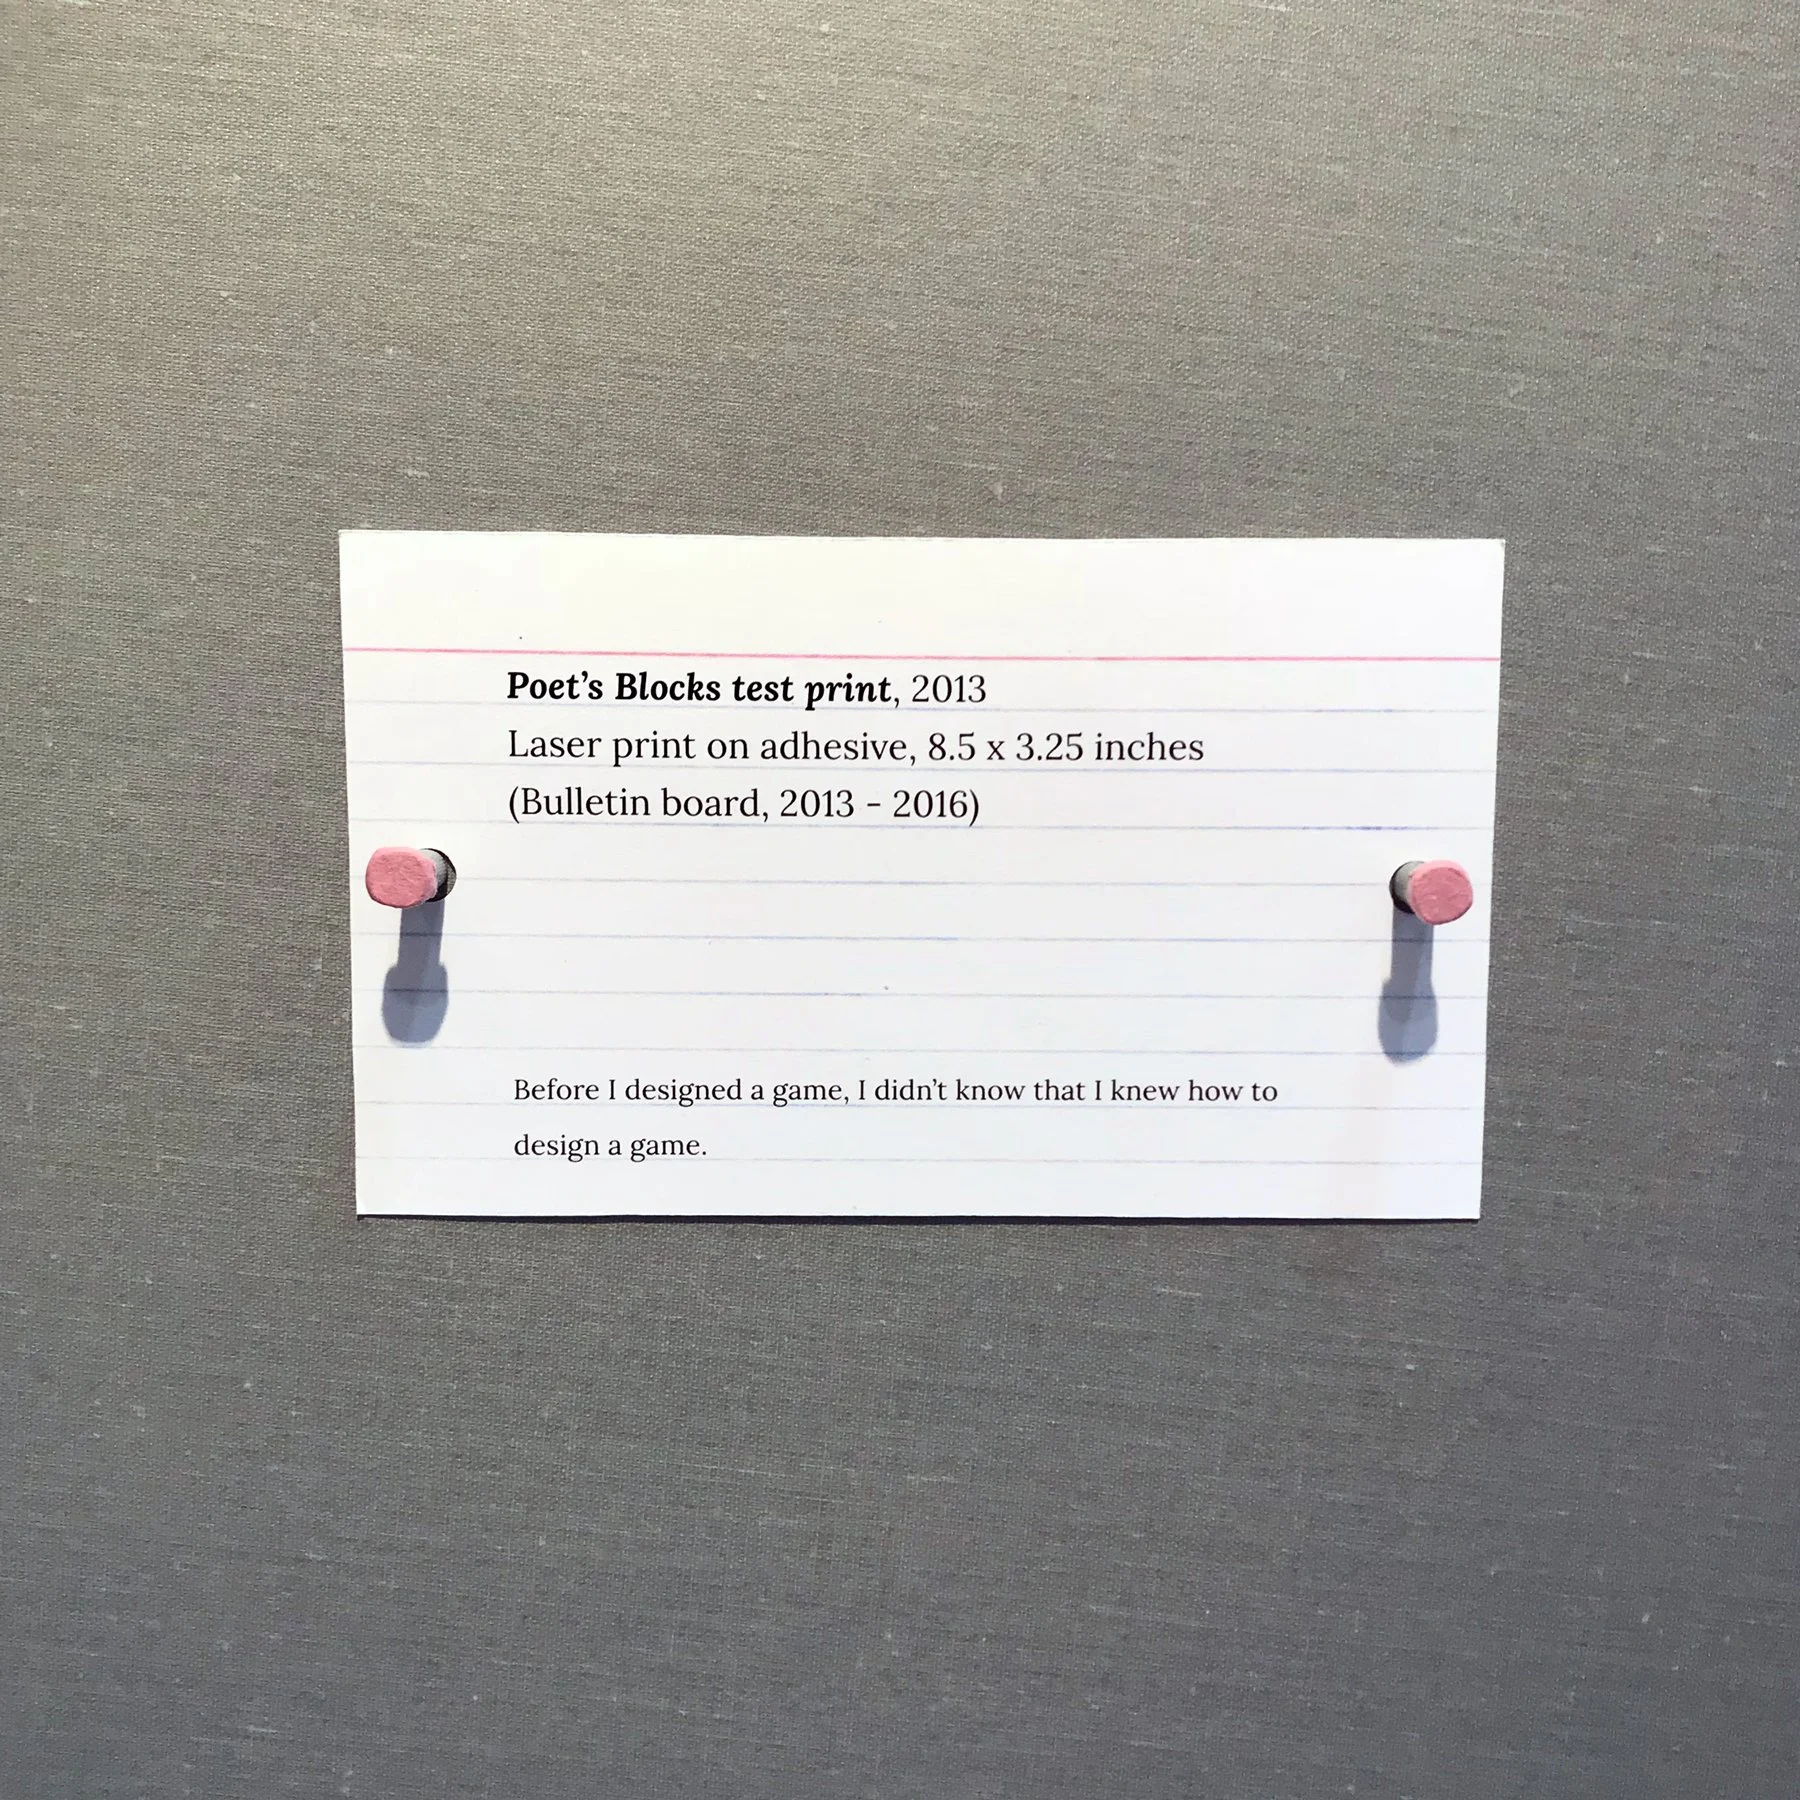 Poet’s Blocks test print, 2013
Laser print on adhesive, 8.5 x 3.25 inches
(Bulletin board, 2013 - 2016)
Before I designed a game, I didn’t know that I knew how to
design a game.